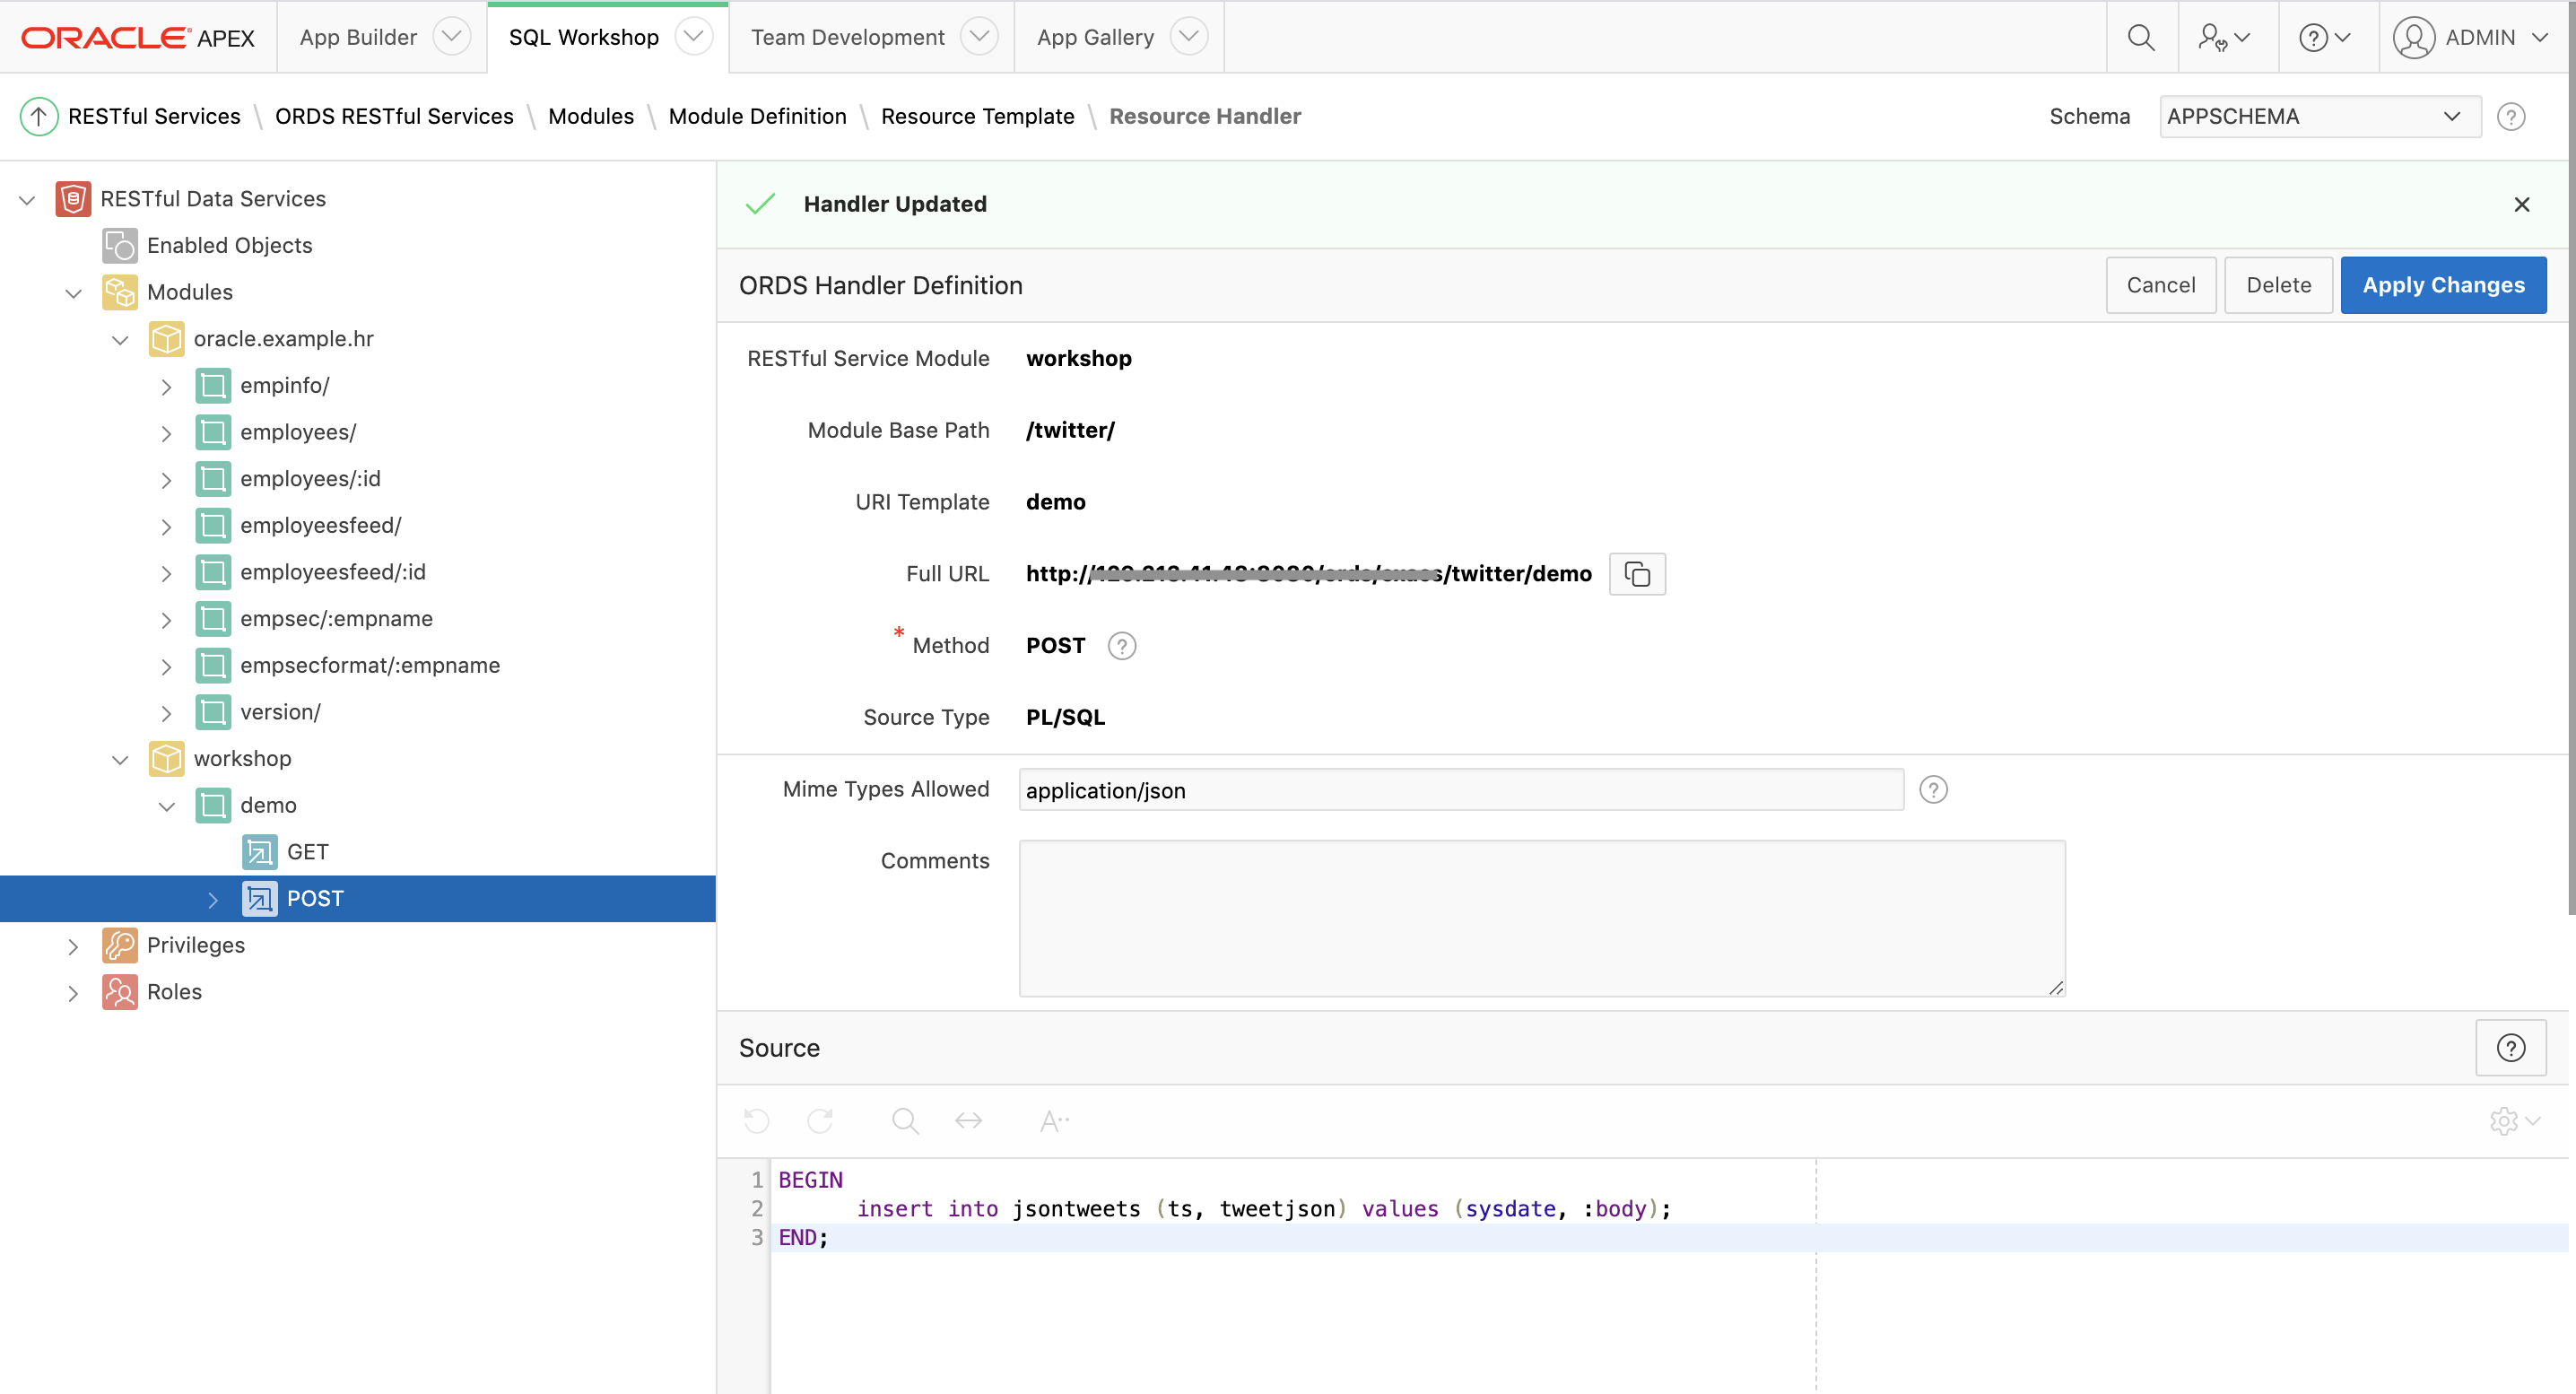 ORACLE APEX App Builder SQL Workshop Team Development App Gallery ADMIN
RESTful Services \ ORDS RESTful Services \ Modules \ Module Definition \ Resource Template \ Resource Handler Schema APPSCHEMA
RESTful Data Services
Enabled Objects
Modules
oracle.example.hr
empinfo/
employees/
employees/:id
employeesfeed/
employeesfeed/:id
empsec/:empname
empsecformat/:empname
version/
workshop
demo
GET
POST
Privileges
Roles
Handler Updated
ORDS Handler Definition Cancel Delete Apply Changes
RESTful Service Module workshop
Module Base Path /twitter/
URI Template demo
Full URL http:// /twitter/demo
* Method POST
Source Type PL/SQL
Mime Types Allowed application/json
Comments
Source
1 BEGIN
2 insert into jsontweets (ts, tweetjson) values (sysdate, :body);
3 END;